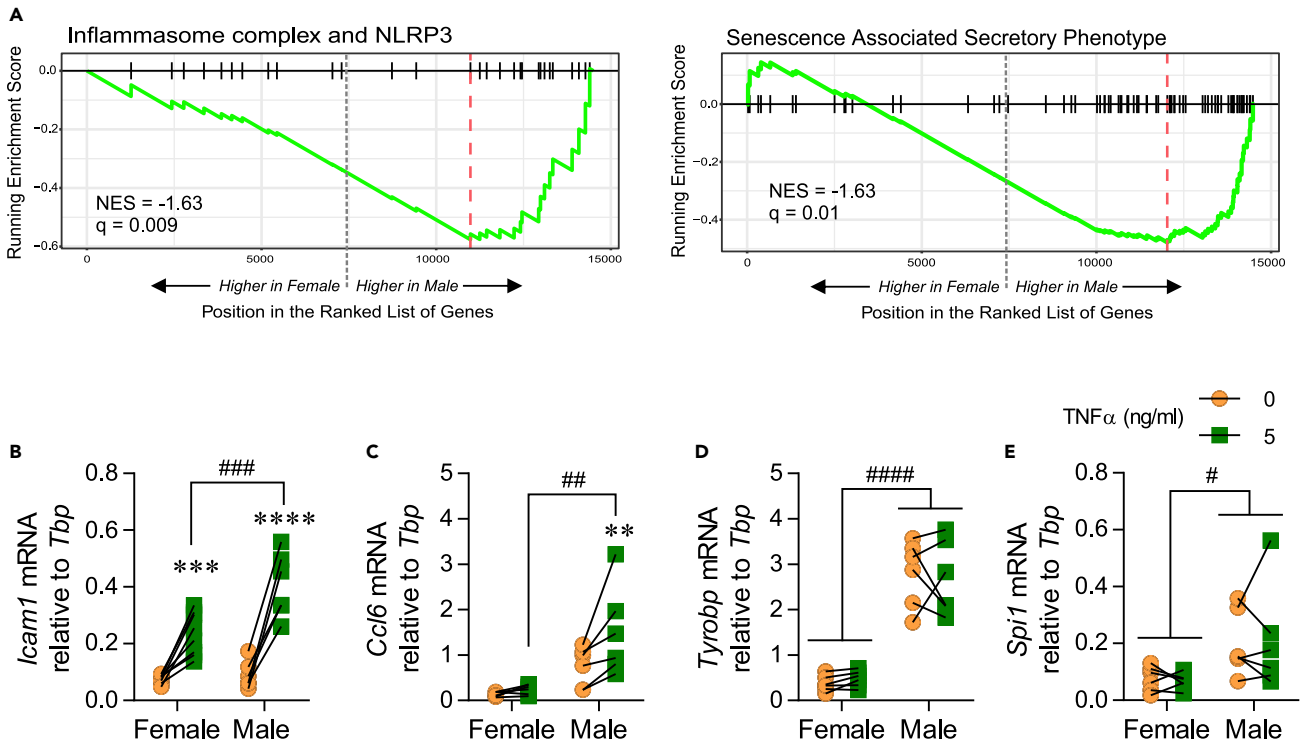 A
Inflammasome complex and NLRP3
Running Enrichment Score
0.0
−0.2
−0.4
−0.6
NES = -1.63
q = 0.009
0
5000
10000
15000
Higher in Female
Higher in Male
Position in the Ranked List of Genes
Senescence Associated Secretory Phenotype
Running Enrichment Score
0.0
−0.2
−0.4
NES = -1.63
q = 0.01
0
5000
10000
15000
Higher in Female
Higher in Male
Position in the Ranked List of Genes
TNFα (ng/ml)
0
5
B
Icam1 mRNA
relative to Tbp
0.8
0.6
0.4
0.2
0.0
###
***
****
Female
Male
C
Ccl6 mRNA
relative to Tbp
5
4
3
2
1
0
##
**
Female
Male
D
Tyrobp mRNA
relative to Tbp
5
4
3
2
1
0
####
Female
Male
E
Spi1 mRNA
relative to Tbp
0.8
0.6
0.4
0.2
0.0
#
Female
Male